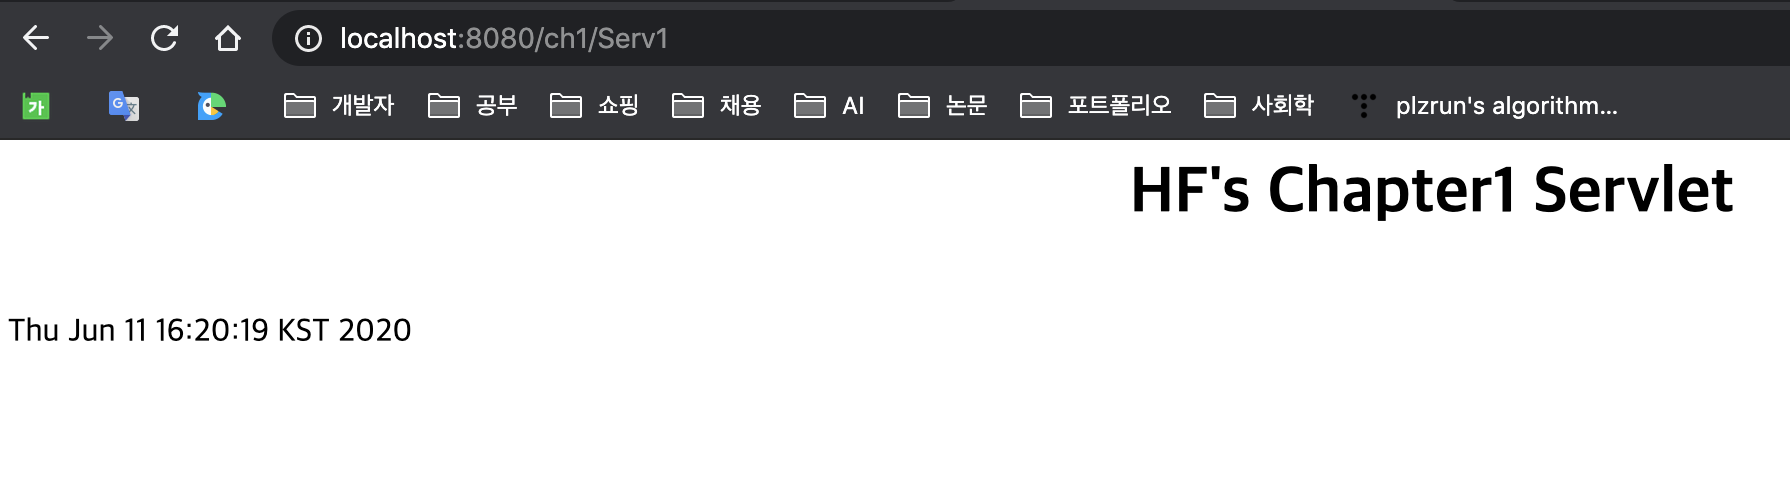 localhost:8080/ch1/Serv1
가 G 文 개발자 공부 쇼핑 채용 AI 논문 포트폴리오 사회학 plzrun's algorithm...
HF's Chapter1 Servlet
Thu Jun 11 16:20:19 KST 2020